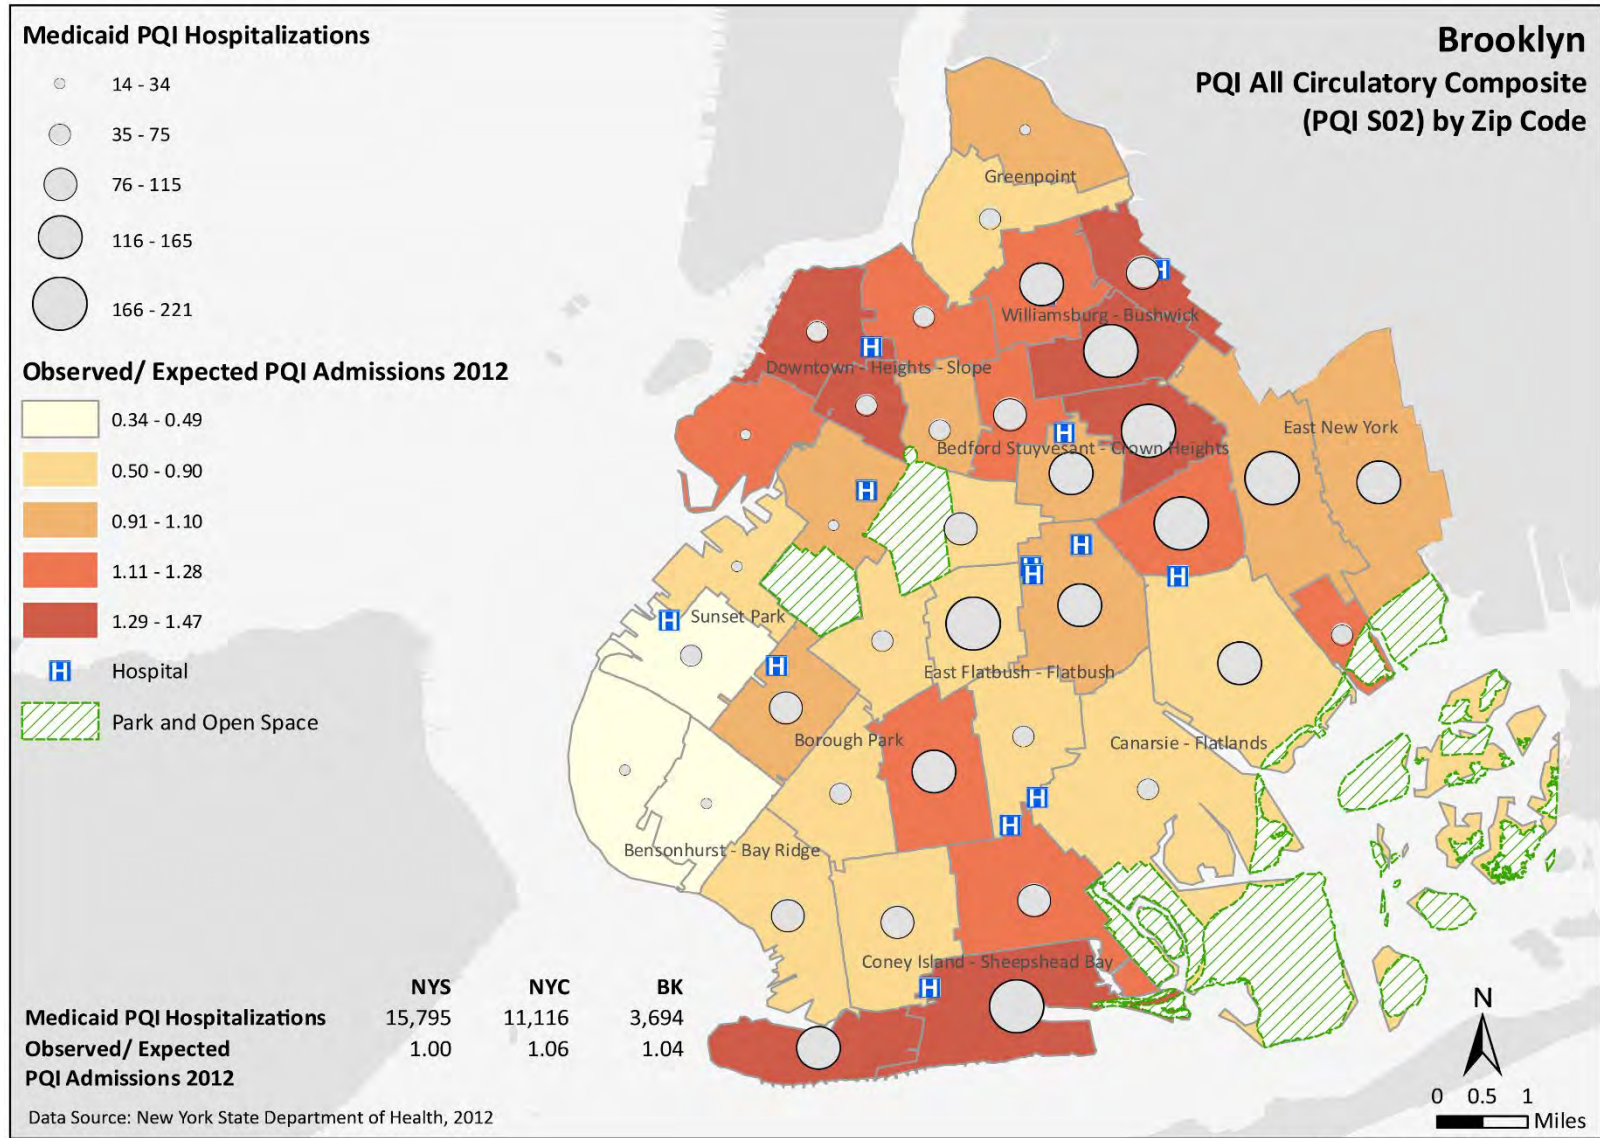 Medicaid PQI Hospitalizations
14 - 34
35 - 75
76 - 115
116 - 165
166 - 221
Observed/ Expected PQI Admissions 2012
0.34 - 0.49
0.50 - 0.90
0.91 - 1.10
1.11 - 1.28
1.29 - 1.47
H Hospital
Park and Open Space
Brooklyn
PQI All Circulatory Composite
(PQI S02) by Zip Code
Greenpoint
H
Williamsburg - Bushwick
H
Downtown - Heights - Slope
East New York
H
Bedford Stuyvesant - Crown Heights
H
H
H
H
H
Sunset Park
H
H
East Flatbush - Flatbush
Borough Park
Canarsie - Flatlands
H
H
Bensonhurst - Bay Ridge
Coney Island - Sheepshead Bay
H
NYS NYC BK
Medicaid PQI Hospitalizations 15,795 11,116 3,694
Observed/ Expected 1.00 1.06 1.04
PQI Admissions 2012
Data Source: New York State Department of Health, 2012
N
0 0.5 1
Miles